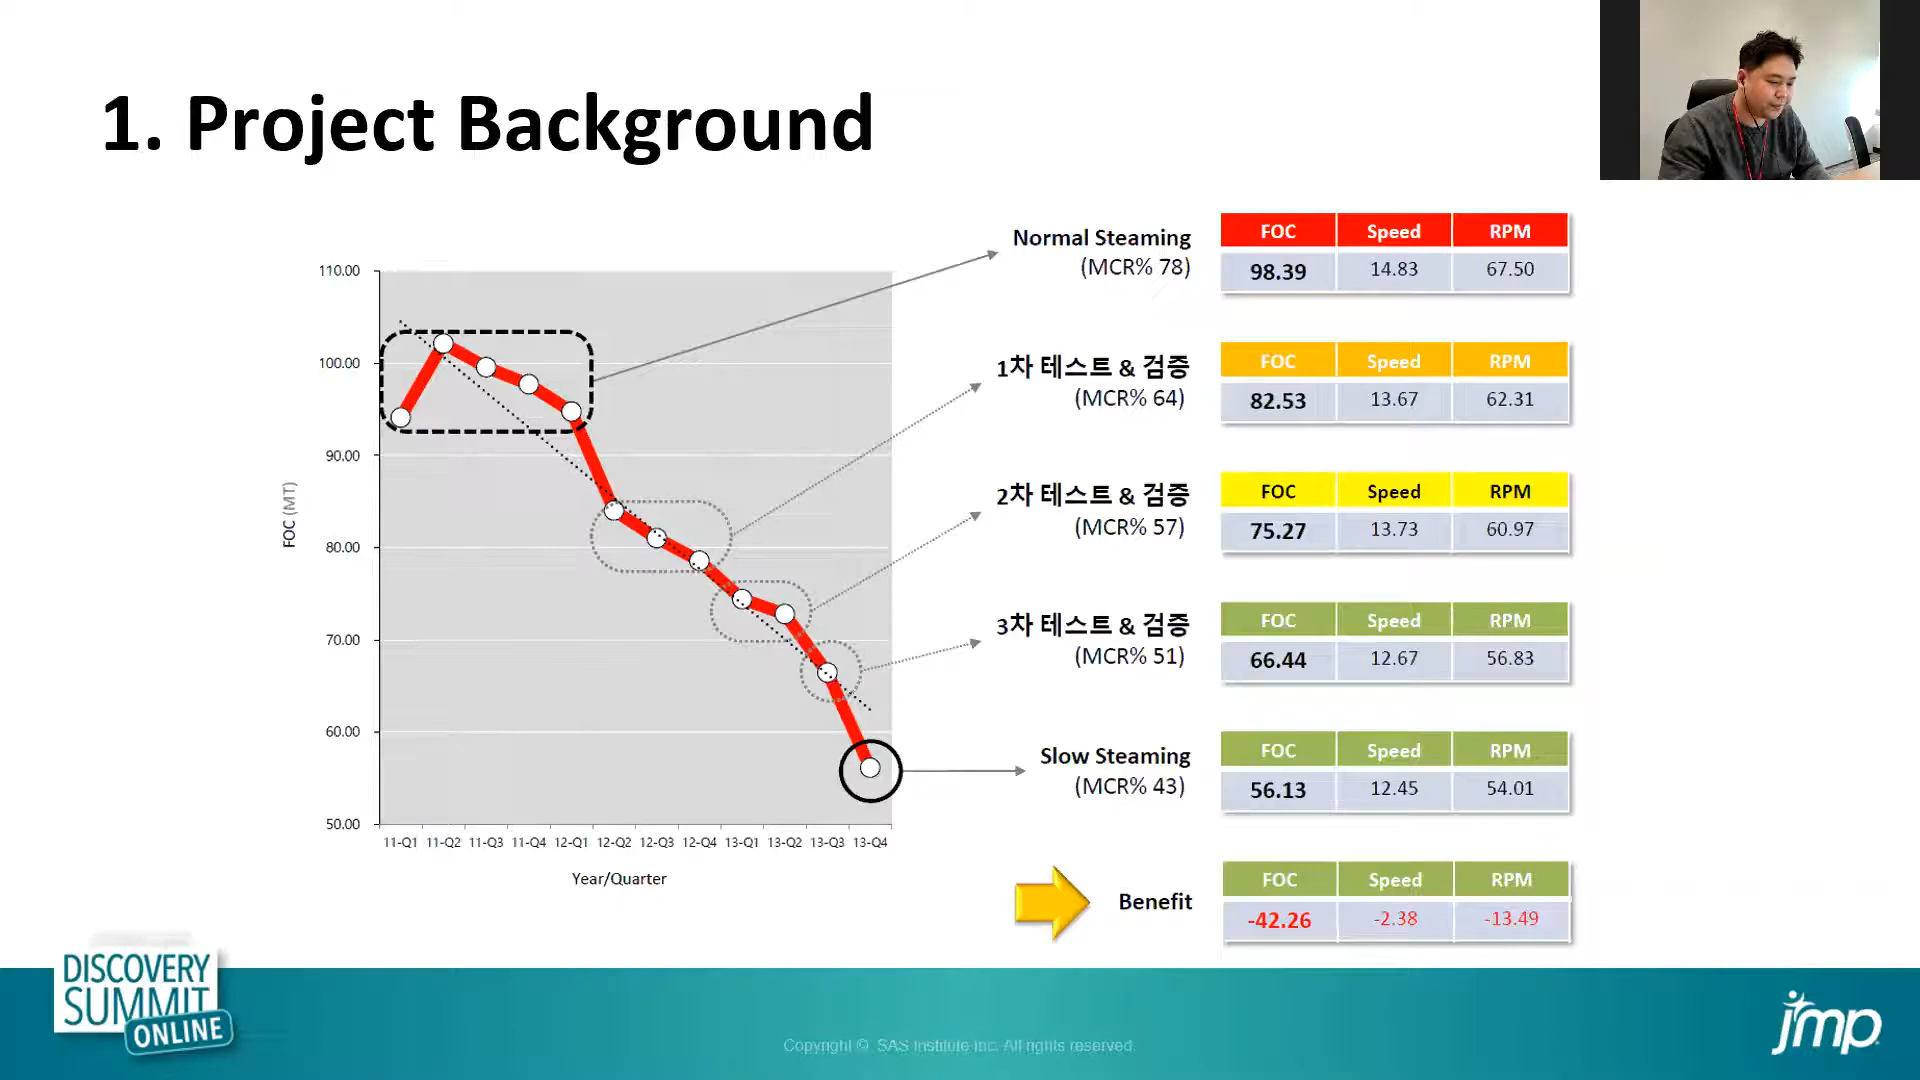 1. Project Background
FOC (MT)
110.00
100.00
90.00
80.00
70.00
60.00
50.00
11-Q1 11-Q2 11-Q3 11-Q4 12-Q1 12-Q2 12-Q3 12-Q4 13-Q1 13-Q2 13-Q3 13-Q4
Year/Quarter
Normal Steaming
(MCR% 78)
FOC Speed RPM
98.39 14.83 67.50
1차 테스트 & 검증
(MCR% 64)
FOC Speed RPM
82.53 13.67 62.31
2차 테스트 & 검증
(MCR% 57)
FOC Speed RPM
75.27 13.73 60.97
3차 테스트 & 검증
(MCR% 51)
FOC Speed RPM
66.44 12.67 56.83
Slow Steaming
(MCR% 43)
FOC Speed RPM
56.13 12.45 54.01
Benefit
FOC Speed RPM
-42.26 -2.38 -13.49
DISCOVERY
SUMMIT
ONLINE
Copyright © SAS Institute Inc. All rights reserved.
jmp